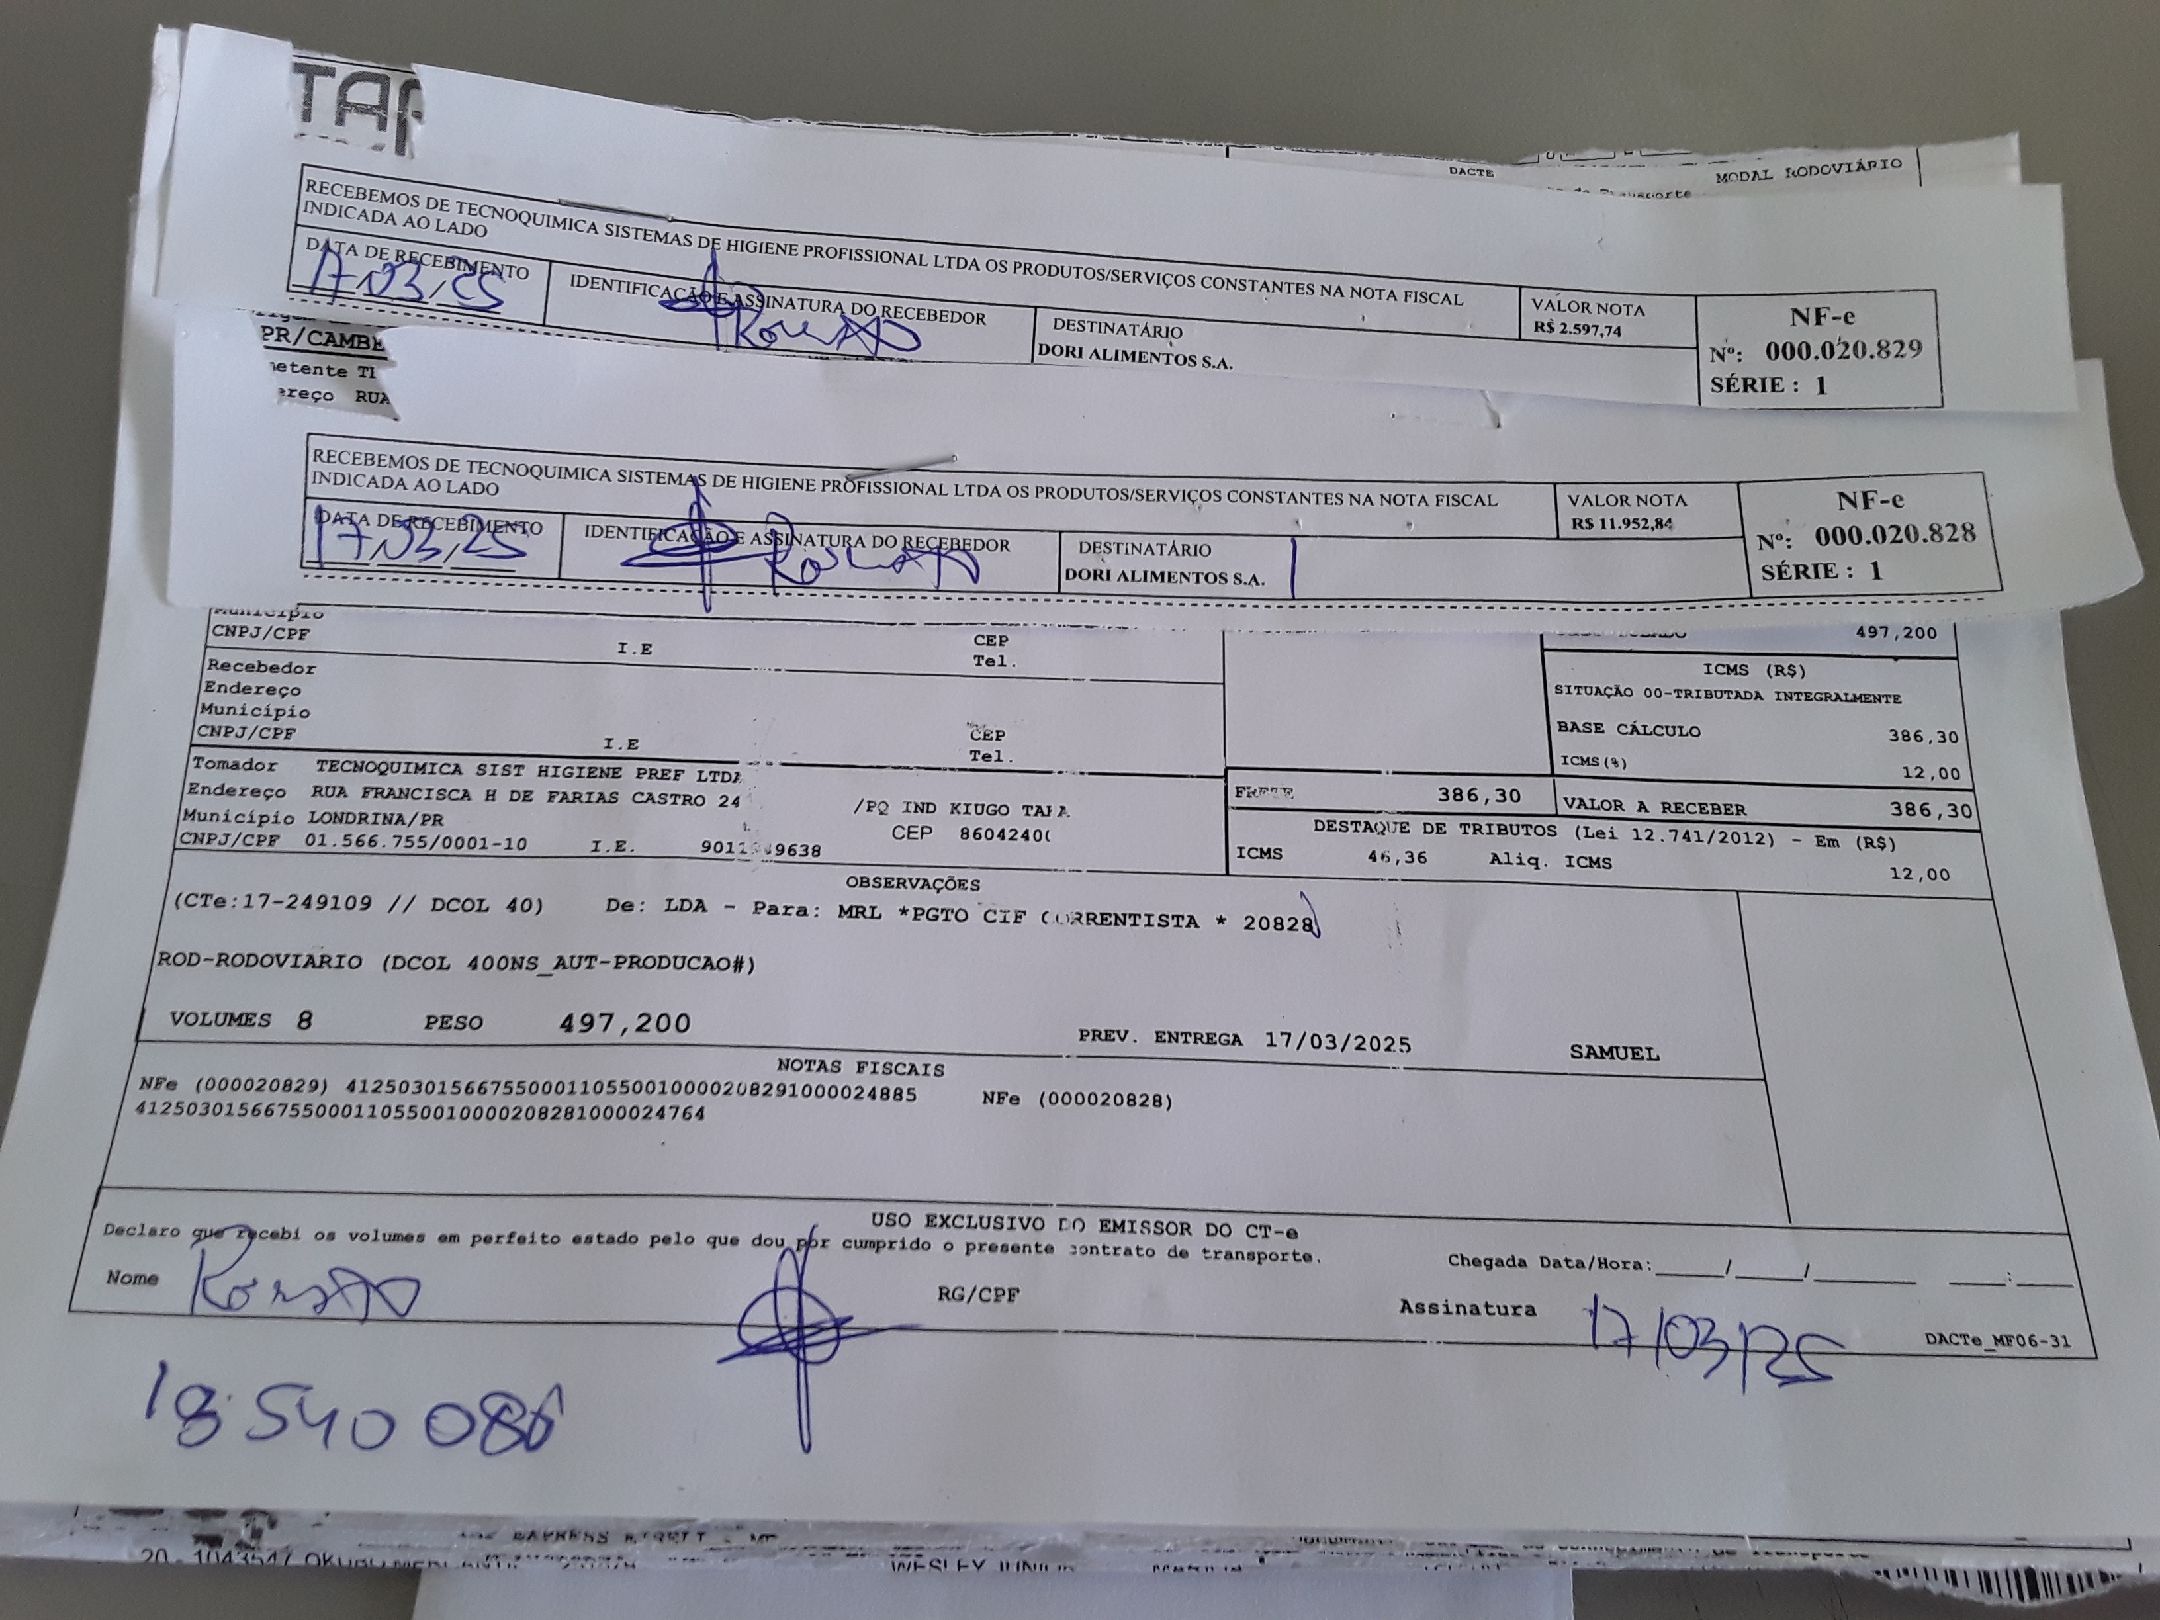 DACTE
MODAL RODOVIÁRIO
RECEBEMOS DE TECNOQUIMICA SISTEMAS DE HIGIENE PROFISSIONAL LTDA OS PRODUTOS/SERVIÇOS CONSTANTES NA NOTA FISCAL
INDICADA AO LADO
DATA DE RECEBIMENTO
17.03.25
IDENTIFICAÇÃO E ASSINATURA DO RECEBEDOR
DESTINATÁRIO
DORI ALIMENTOS S.A.
VALOR NOTA
R$ 2.597,74
NF-e
Nº: 000.020.829
SÉRIE : 1
PR/CAMBE
RECEBEMOS DE TECNOQUIMICA SISTEMAS DE HIGIENE PROFISSIONAL LTDA OS PRODUTOS/SERVIÇOS CONSTANTES NA NOTA FISCAL
INDICADA AO LADO
DATA DE RECEBIMENTO
17.03.25
IDENTIFICAÇÃO E ASSINATURA DO RECEBEDOR
DESTINATÁRIO
DORI ALIMENTOS S.A.
VALOR NOTA
R$ 11.952,84
NF-e
Nº: 000.020.828
SÉRIE : 1
Município
CNPJ/CPF I.E CEP
Tel.
497,200
Recebedor
Endereço
Município
CNPJ/CPF I.E CEP
Tel.
ICMS (R$)
SITUAÇÃO 00-TRIBUTADA INTEGRALMENTE
BASE CÁLCULO 386,30
ICMS(%) 12,00
Tomador TECNOQUIMICA SIST HIGIENE PREF LTDA
Endereço RUA FRANCISCA H DE FARIAS CASTRO 24 /PQ IND KIUGO TAKA
Município LONDRINA/PR CEP 8604240
CNPJ/CPF 01.566.755/0001-10 I.E.
FRETE 386,30 VALOR A RECEBER 386,30
DESTAQUE DE TRIBUTOS (Lei 12.741/2012) - Em (R$)
ICMS 46,36 Aliq. ICMS 12,00
OBSERVAÇÕES
(CTe:17-249109 // DCOL 40) De: LDA - Para: MRL *PGTO CIF CORRENTISTA * 20828
ROD-RODOVIARIO (DCOL 400NS_AUT-PRODUCAO#)
VOLUMES 8 PESO 497,200 PREV. ENTREGA 17/03/2025 SAMUEL
NOTAS FISCAIS
NFe (000020829) 41250301566755000110550010000208291000024885 NFe (000020828)
41250301566755000110550010000208281000024764
USO EXCLUSIVO DO EMISSOR DO CT-e
Declaro que recebi os volumes em perfeito estado pelo que dou por cumprido o presente contrato de transporte.
Chegada Data/Hora:____/____/______ ___:___
Nome RG/CPF Assinatura 17/03/25
DACTe_MF06-31
18540086
WESLEY JUNIOR